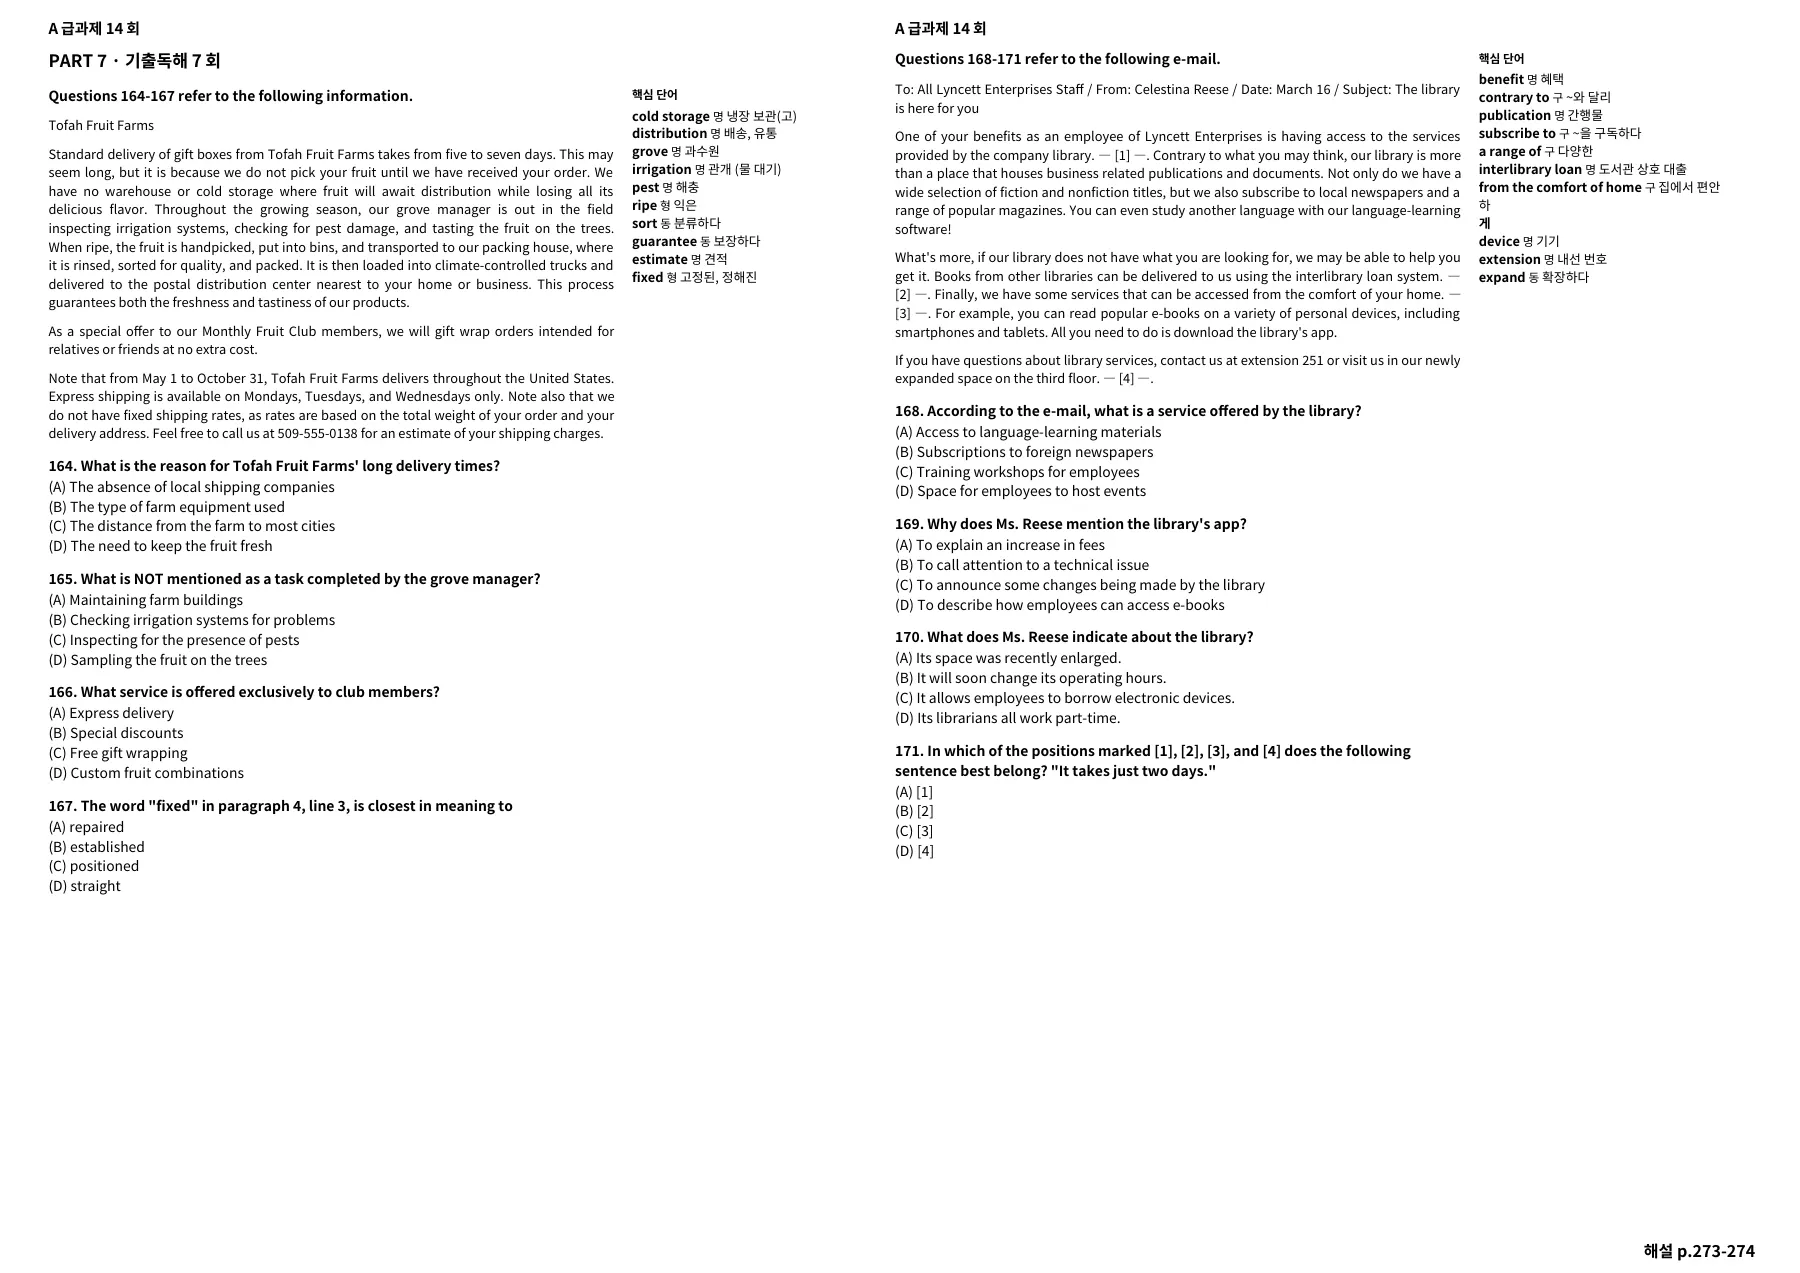 A 급과제 14 회
PART 7 · 기출독해 7 회
Questions 164-167 refer to the following information.
Tofah Fruit Farms
Standard delivery of gift boxes from Tofah Fruit Farms takes from five to seven days. This may
seem long, but it is because we do not pick your fruit until we have received your order. We
have no warehouse or cold storage where fruit will await distribution while losing all its
delicious flavor. Throughout the growing season, our grove manager is out in the field
inspecting irrigation systems, checking for pest damage, and tasting the fruit on the trees.
When ripe, the fruit is handpicked, put into bins, and transported to our packing house, where
it is rinsed, sorted for quality, and packed. It is then loaded into climate-controlled trucks and
delivered to the postal distribution center nearest to your home or business. This process
guarantees both the freshness and tastiness of our products.
As a special offer to our Monthly Fruit Club members, we will gift wrap orders intended for
relatives or friends at no extra cost.
Note that from May 1 to October 31, Tofah Fruit Farms delivers throughout the United States.
Express shipping is available on Mondays, Tuesdays, and Wednesdays only. Note also that we
do not have fixed shipping rates, as rates are based on the total weight of your order and your
delivery address. Feel free to call us at 509-555-0138 for an estimate of your shipping charges.
164. What is the reason for Tofah Fruit Farms' long delivery times?
(A) The absence of local shipping companies
(B) The type of farm equipment used
(C) The distance from the farm to most cities
(D) The need to keep the fruit fresh
165. What is NOT mentioned as a task completed by the grove manager?
(A) Maintaining farm buildings
(B) Checking irrigation systems for problems
(C) Inspecting for the presence of pests
(D) Sampling the fruit on the trees
166. What service is offered exclusively to club members?
(A) Express delivery
(B) Special discounts
(C) Free gift wrapping
(D) Custom fruit combinations
167. The word "fixed" in paragraph 4, line 3, is closest in meaning to
(A) repaired
(B) established
(C) positioned
(D) straight
핵심 단어
cold storage 명 냉장 보관(고)
distribution 명 배송, 유통
grove 명 과수원
irrigation 명 관개 (물 대기)
pest 명 해충
ripe 형 익은
sort 동 분류하다
guarantee 동 보장하다
estimate 명 견적
fixed 형 고정된, 정해진
A 급과제 14 회
Questions 168-171 refer to the following e-mail.
To: All Lyncett Enterprises Staff / From: Celestina Reese / Date: March 16 / Subject: The library
is here for you
One of your benefits as an employee of Lyncett Enterprises is having access to the services
provided by the company library. — [1] —. Contrary to what you may think, our library is more
than a place that houses business related publications and documents. Not only do we have a
wide selection of fiction and nonfiction titles, but we also subscribe to local newspapers and a
range of popular magazines. You can even study another language with our language-learning
software!
What's more, if our library does not have what you are looking for, we may be able to help you
get it. Books from other libraries can be delivered to us using the interlibrary loan system. —
[2] —. Finally, we have some services that can be accessed from the comfort of your home. —
[3] —. For example, you can read popular e-books on a variety of personal devices, including
smartphones and tablets. All you need to do is download the library's app.
If you have questions about library services, contact us at extension 251 or visit us in our newly
expanded space on the third floor. — [4] —.
168. According to the e-mail, what is a service offered by the library?
(A) Access to language-learning materials
(B) Subscriptions to foreign newspapers
(C) Training workshops for employees
(D) Space for employees to host events
169. Why does Ms. Reese mention the library's app?
(A) To explain an increase in fees
(B) To call attention to a technical issue
(C) To announce some changes being made by the library
(D) To describe how employees can access e-books
170. What does Ms. Reese indicate about the library?
(A) Its space was recently enlarged.
(B) It will soon change its operating hours.
(C) It allows employees to borrow electronic devices.
(D) Its librarians all work part-time.
171. In which of the positions marked [1], [2], [3], and [4] does the following
sentence best belong? "It takes just two days."
(A) [1]
(B) [2]
(C) [3]
(D) [4]
핵심 단어
benefit 명 혜택
contrary to 구 ~와 달리
publication 명 간행물
subscribe to 구 ~을 구독하다
a range of 구 다양한
interlibrary loan 명 도서관 상호 대출
from the comfort of home 구 집에서 편안
하
게
device 명 기기
extension 명 내선 번호
expand 동 확장하다
해설 p.273-274